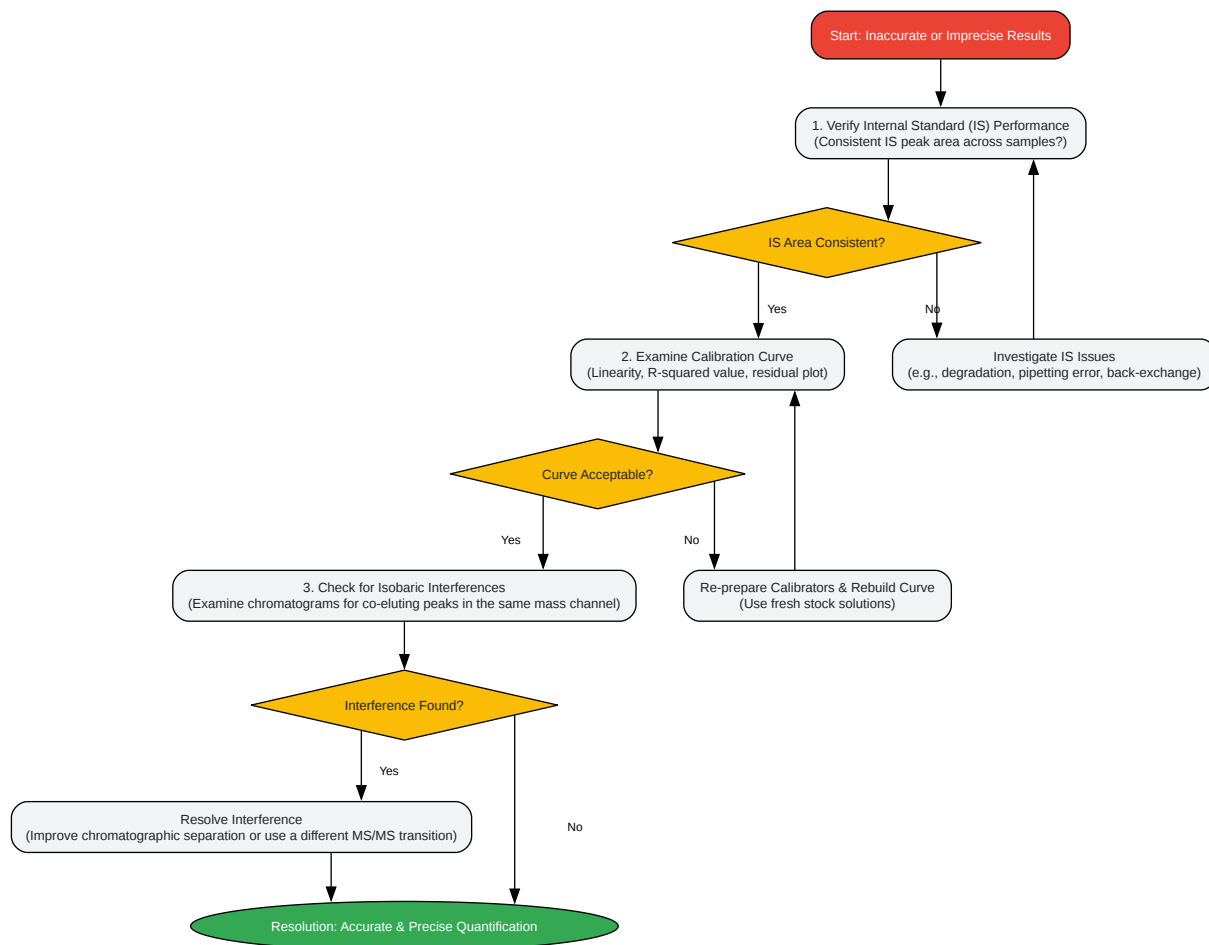 Start: Inaccurate or Imprecise Results
1. Verify Internal Standard (IS) Performance
(Consistent IS peak area across samples?)
IS Area Consistent?
Yes
No
2. Examine Calibration Curve
(Linearity, R-squared value, residual plot)
Investigate IS Issues
(e.g., degradation, pipetting error, back-exchange)
Curve Acceptable?
Yes
No
3. Check for Isobaric Interferences
(Examine chromatograms for co-eluting peaks in the same mass channel)
Re-prepare Calibrators & Rebuild Curve
(Use fresh stock solutions)
Interference Found?
Yes
Resolve Interference
(Improve chromatographic separation or use a different MS/MS transition)
No
Resolution: Accurate & Precise Quantification